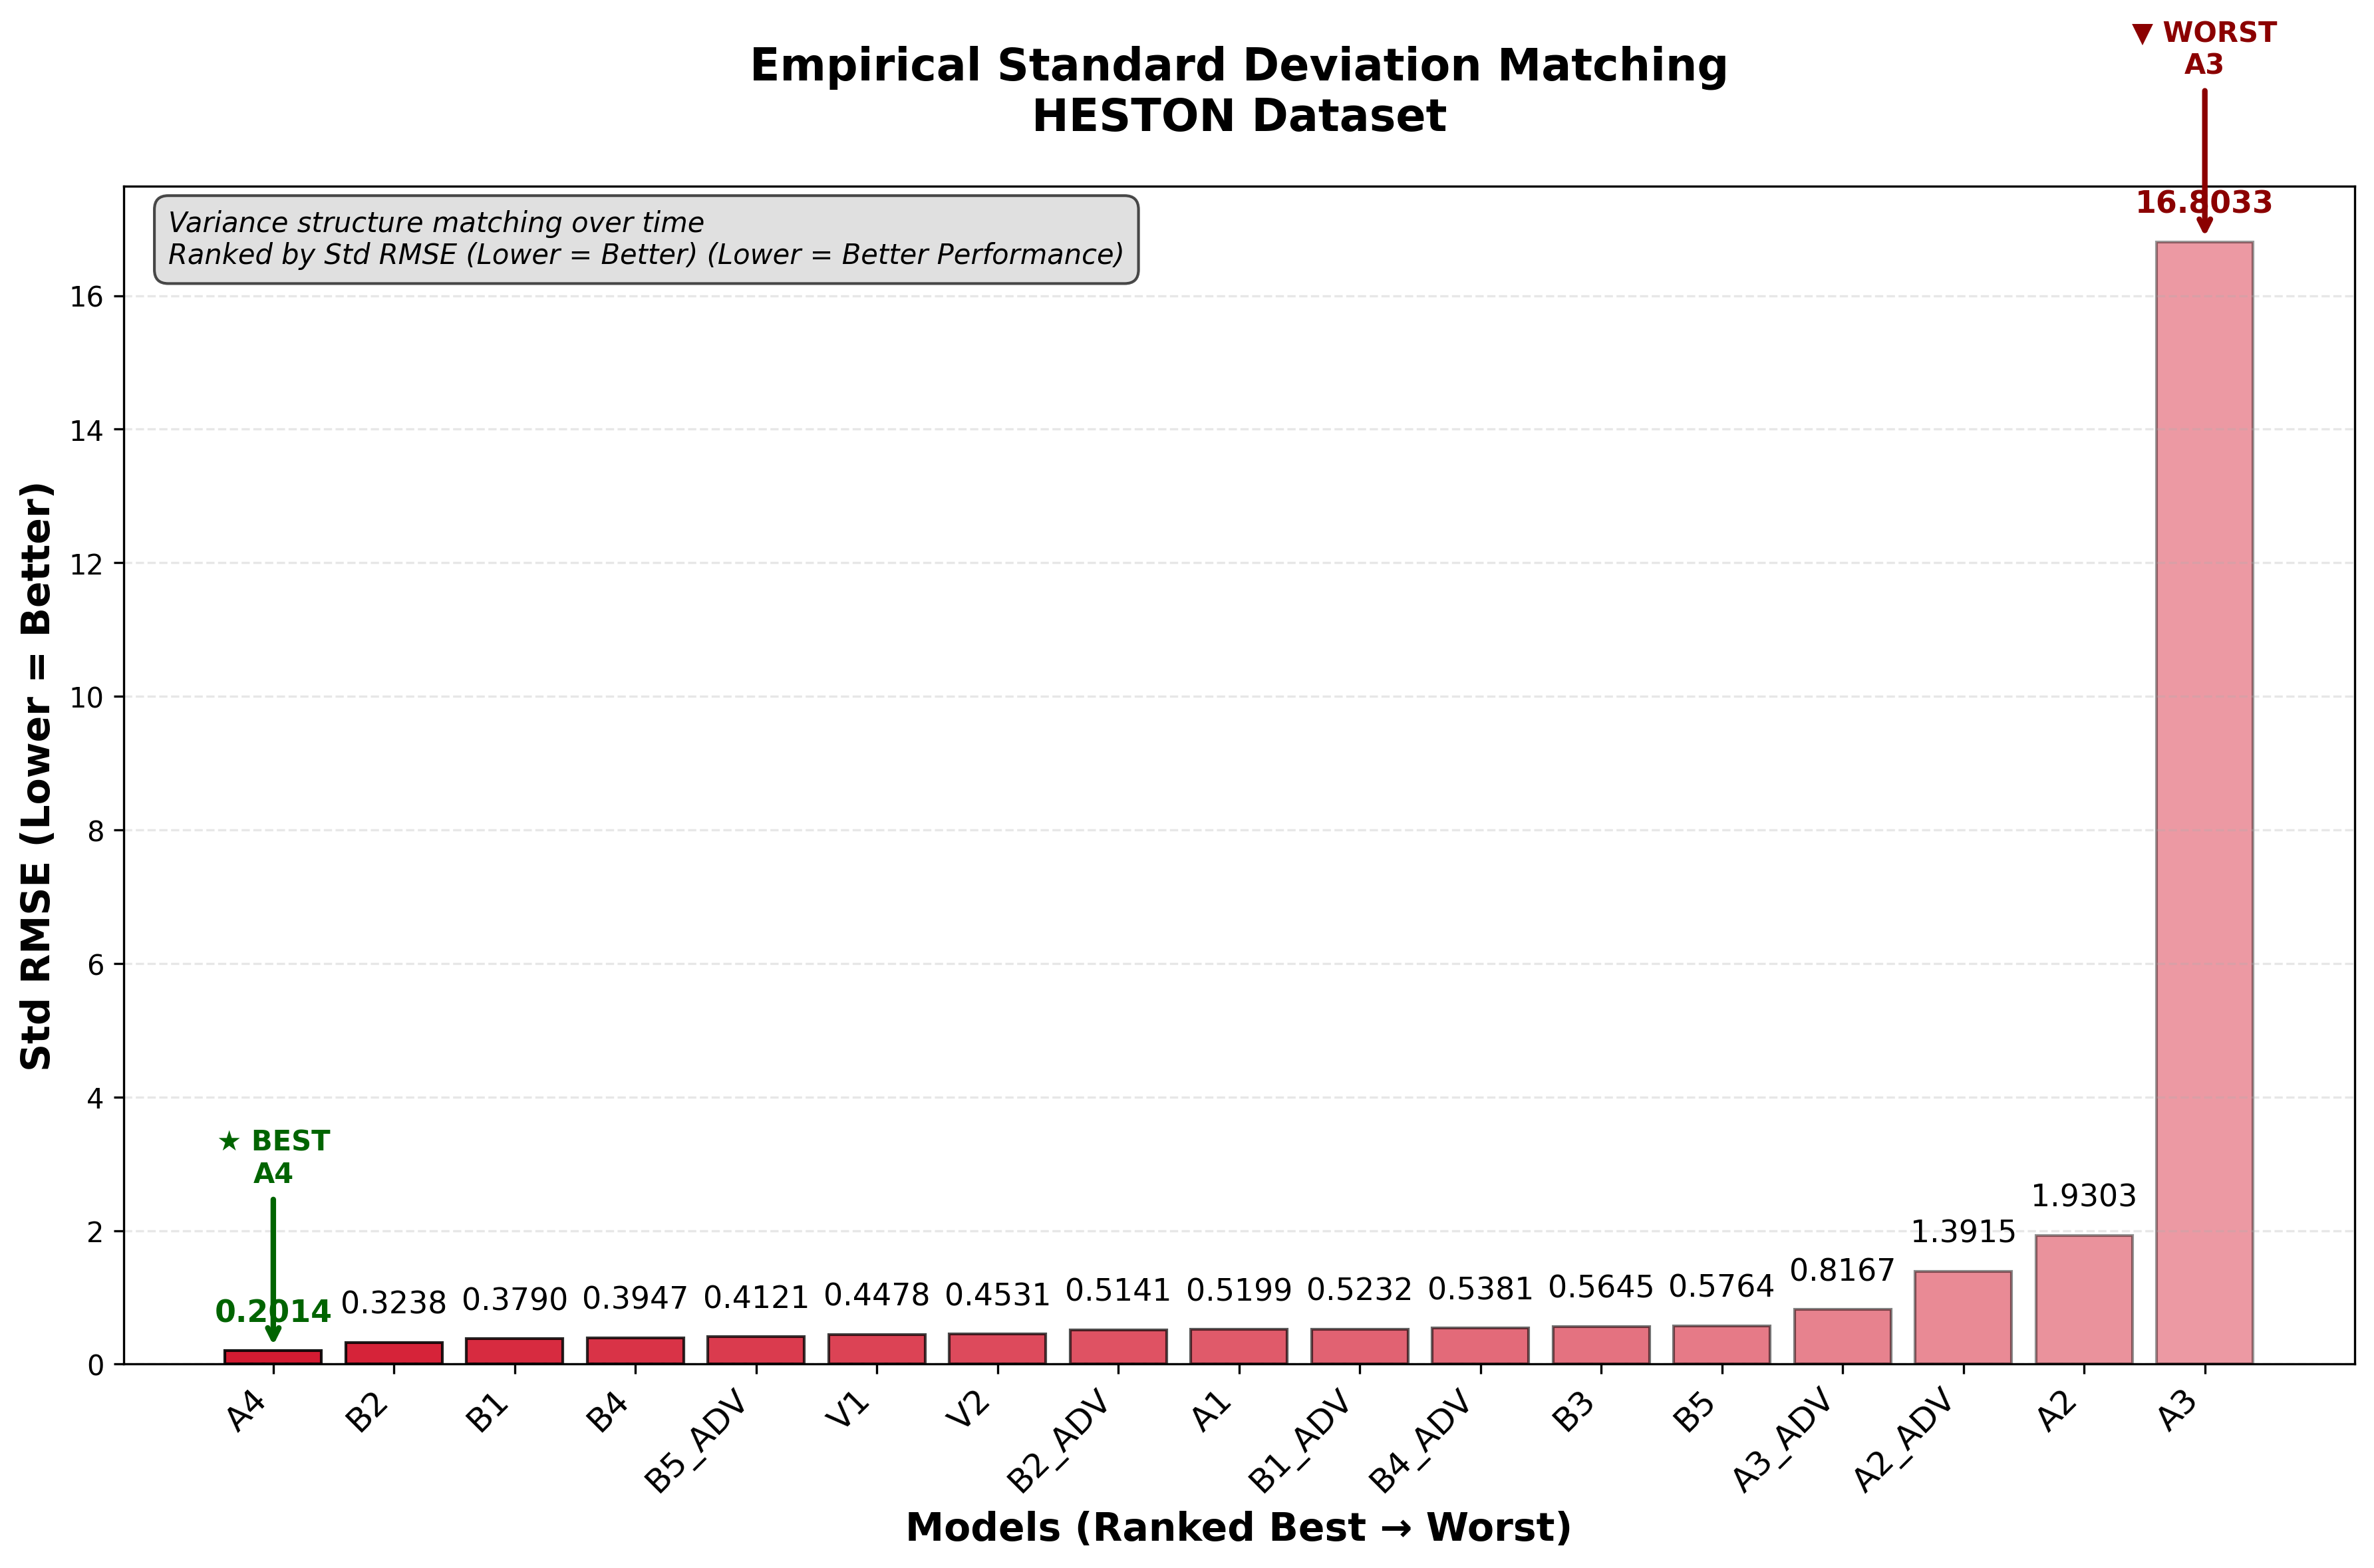 ▼ WORST
A3
Empirical Standard Deviation Matching
HESTON Dataset
Variance structure matching over time
Ranked by Std RMSE (Lower = Better) (Lower = Better Performance)
16.8033
Std RMSE (Lower = Better)
16
14
12
10
8
6
4
2
0
★ BEST
A4
0.2014
0.3238
0.3790
0.3947
0.4121
0.4478
0.4531
0.5141
0.5199
0.5232
0.5381
0.5645
0.5764
0.8167
1.3915
1.9303
A4
B2
B1
B4
B5_ADV
V1
V2
B2_ADV
A1
B1_ADV
B4_ADV
B3
B5
A3_ADV
A2_ADV
A2
A3
Models (Ranked Best → Worst)